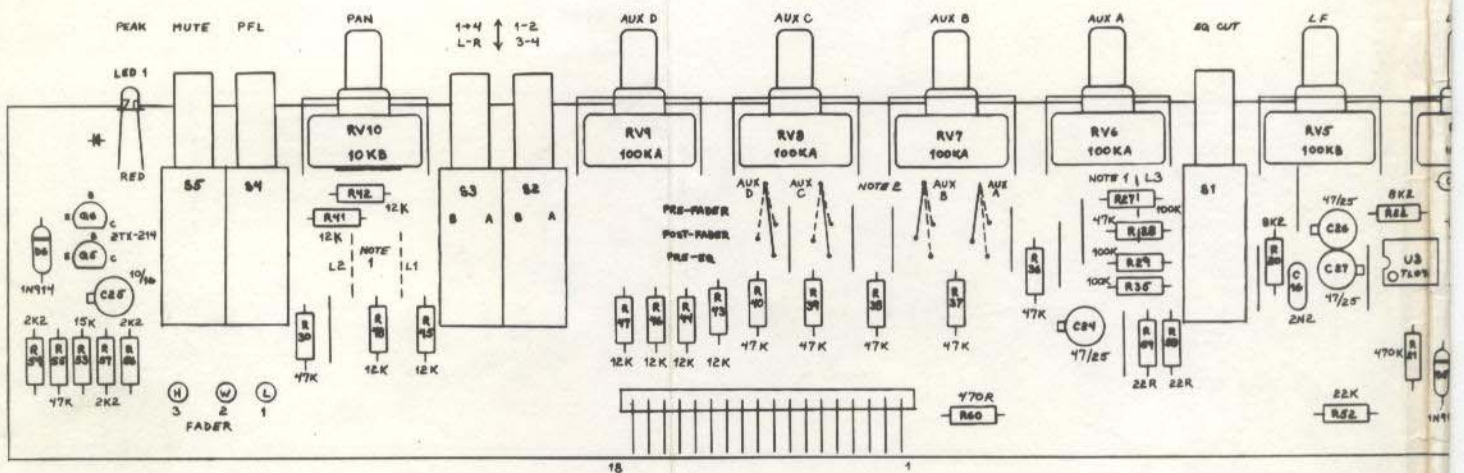 PEAK MUTE PFL PAN 1→4 ↕ 1-2 AUX D AUX C AUX B AUX A EQ CUT LF
L-R 3-4
LED 1
RV10 RV9 RV8 RV7 RV6 RV5
10KB 100KA 100KA 100KA 100KA 100KB
RED
S5 S4 S3 S2 S1
B A B A
R42 12K
R41
12K
AUX D AUX C NOTE 2 AUX B AUX A
NOTE 1 L3
R27 100K
PRE-FADER
POST-FADER
PRE-EQ
47K R28
100K R29
100K R35
B
E Q6 C
B
E Q5 C
ZTX-214
D6
1N914
10/16
C25
L2 NOTE 1 L1
R36
47K
8K2
R20
C16
2N2
47/25
C26
C27
47/25
8K2
U3
2K2 15K 2K2
R55 R53 R57
47K 2K2
R30 R45
47K 12K 12K
R47 R46 R44 R43
12K 12K 12K 12K
R40 R39 R38 R37
47K 47K 47K 47K
C24
47/25
R59
22R 22R
470K
R21
H W L
3 2 1
FADER
470R
R60
22K
R52
18 1